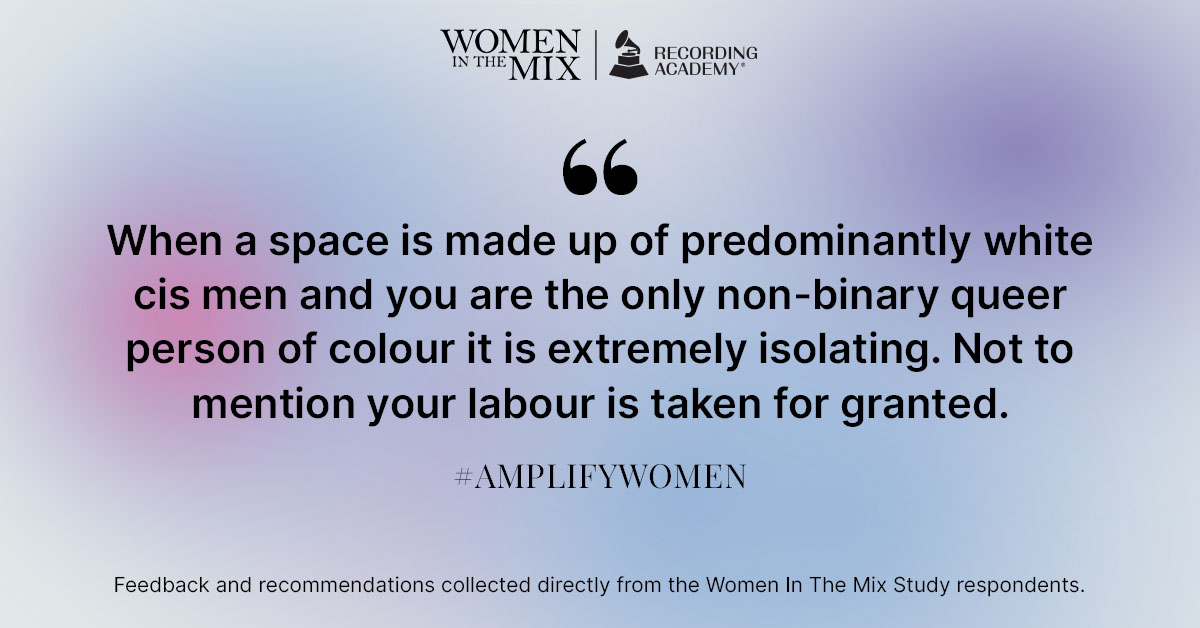 WOMEN
IN THE MIX
RECORDING
ACADEMY®
“
When a space is made up of predominantly white
cis men and you are the only non-binary queer
person of colour it is extremely isolating. Not to
mention your labour is taken for granted.
#AMPLIFYWOMEN
Feedback and recommendations collected directly from the Women In The Mix Study respondents.